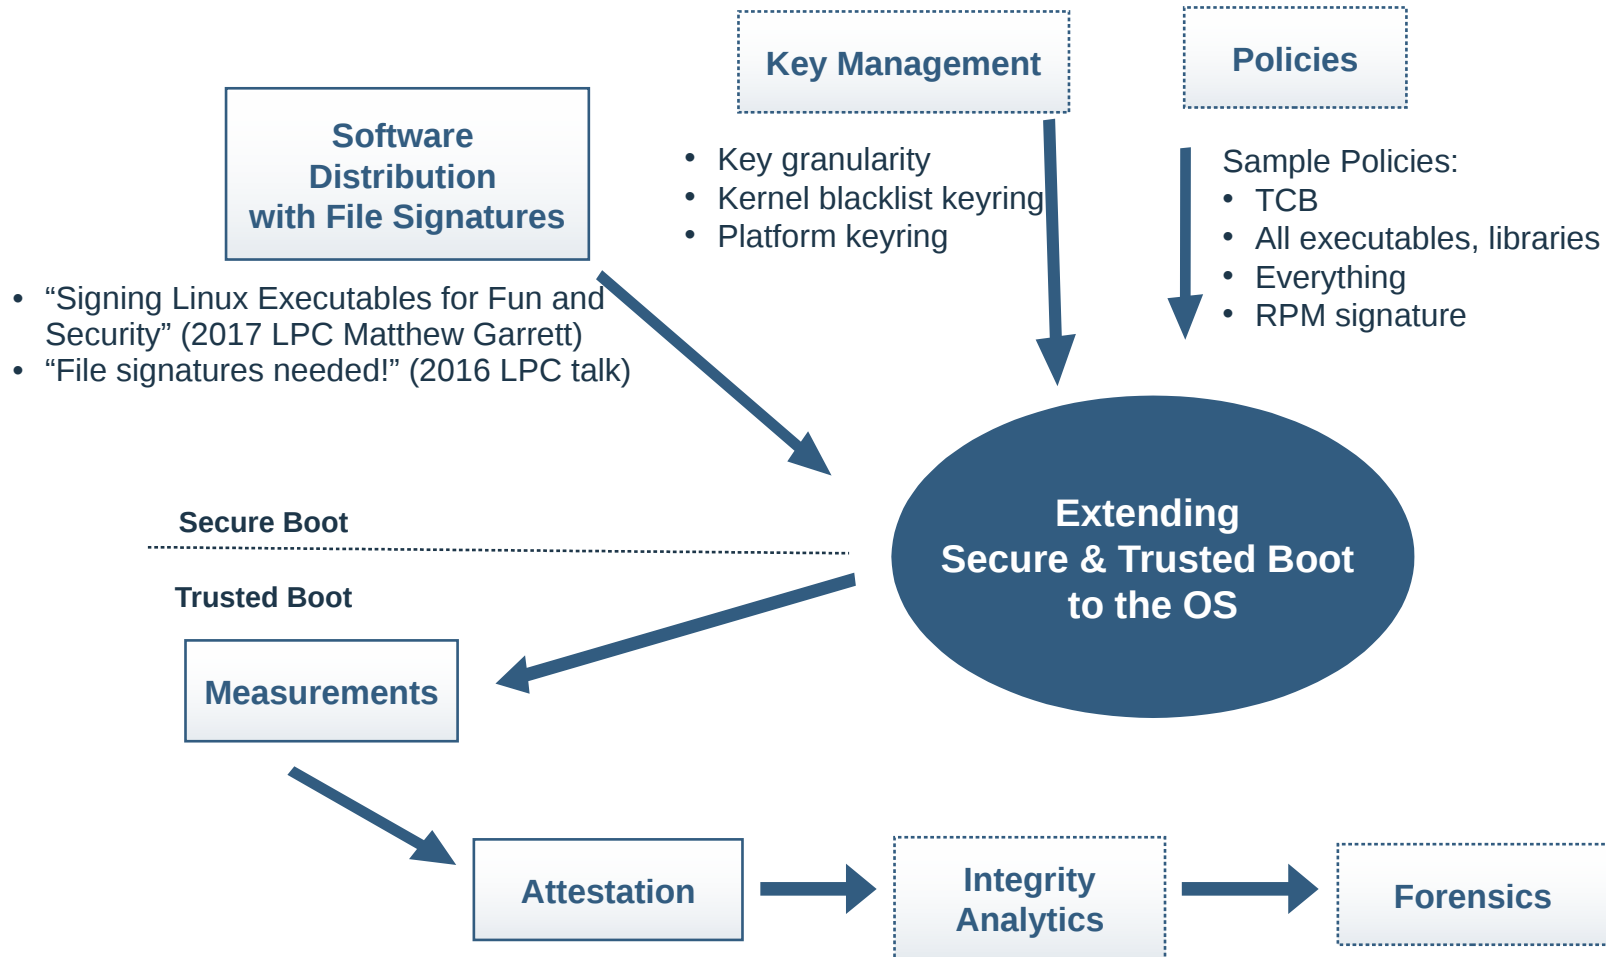 Key Management
Policies
Software
Distribution
with File Signatures
• Key granularity
• Kernel blacklist keyring
• Platform keyring
Sample Policies:
• TCB
• All executables, libraries
• Everything
• RPM signature
• “Signing Linux Executables for Fun and
Security” (2017 LPC Matthew Garrett)
• “File signatures needed!” (2016 LPC talk)
Extending
Secure & Trusted Boot
to the OS
Secure Boot
Trusted Boot
Measurements
Attestation
Integrity
Analytics
Forensics